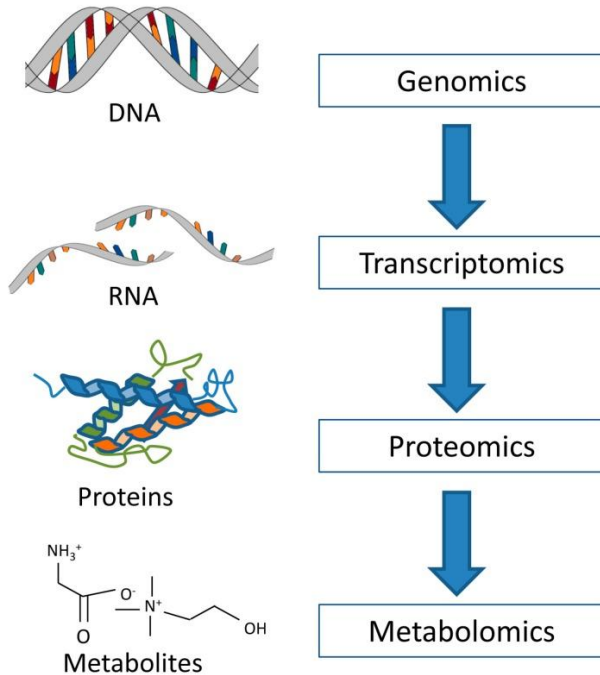 DNA
Genomics
RNA
Transcriptomics
Proteins
Proteomics
NH₃⁺
O⁻
N⁺
O
OH
Metabolites
Metabolomics